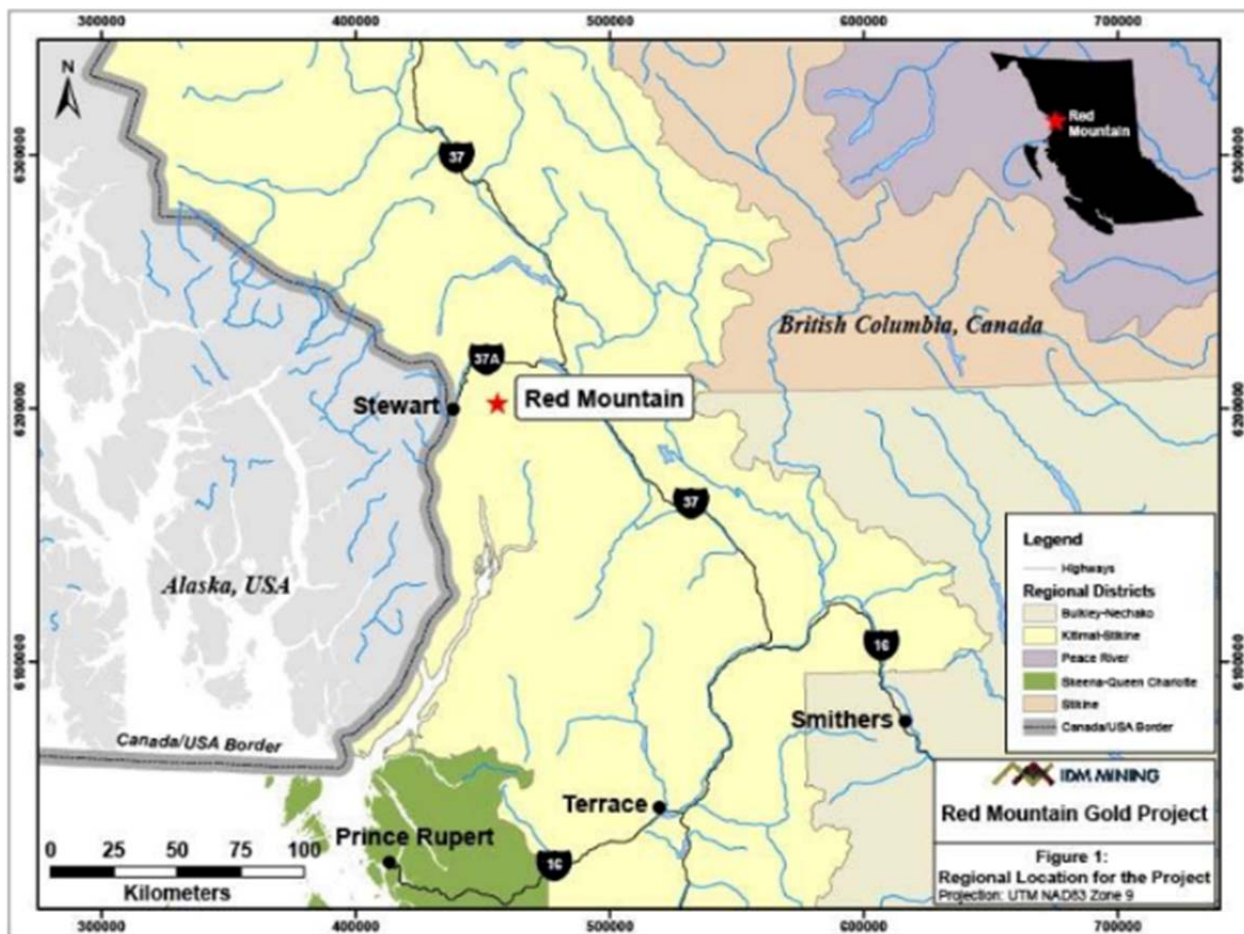 300000 400000 500000 600000 700000
N
6300000
6300000
37
Red
Mountain
British Columbia, Canada
37A
Red Mountain
Stewart
6200000
6200000
37
Alaska, USA
Legend
Highways
Regional Districts
Bulkley-Nechako
Kitimat-Stikine
Peace River
Skeena-Queen Charlotte
Stikine
Canada/USA Border
16
6100000
6100000
Smithers
Canada/USA Border
Terrace
Prince Rupert
16
0 25 50 75 100
Kilometers
IDM MINING
Red Mountain Gold Project
Figure 1:
Regional Location for the Project
Projection: UTM NAD83 Zone 9
300000 400000 500000 600000 700000